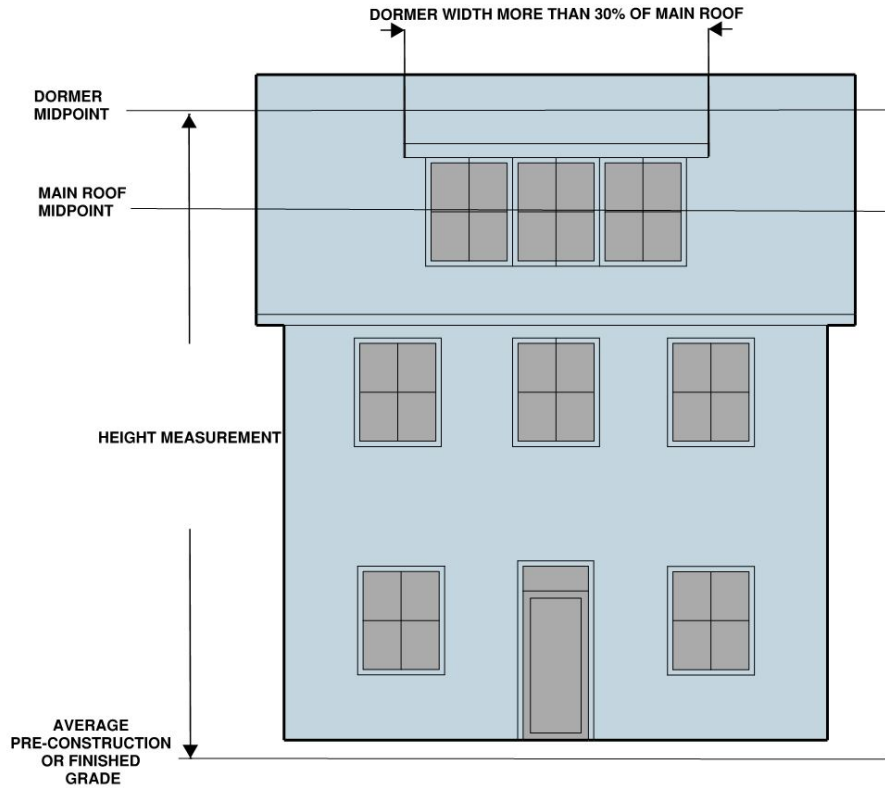 DORMER WIDTH MORE THAN 30% OF MAIN ROOF
DORMER
MIDPOINT
MAIN ROOF
MIDPOINT
HEIGHT MEASUREMENT
AVERAGE
PRE-CONSTRUCTION
OR FINISHED
GRADE